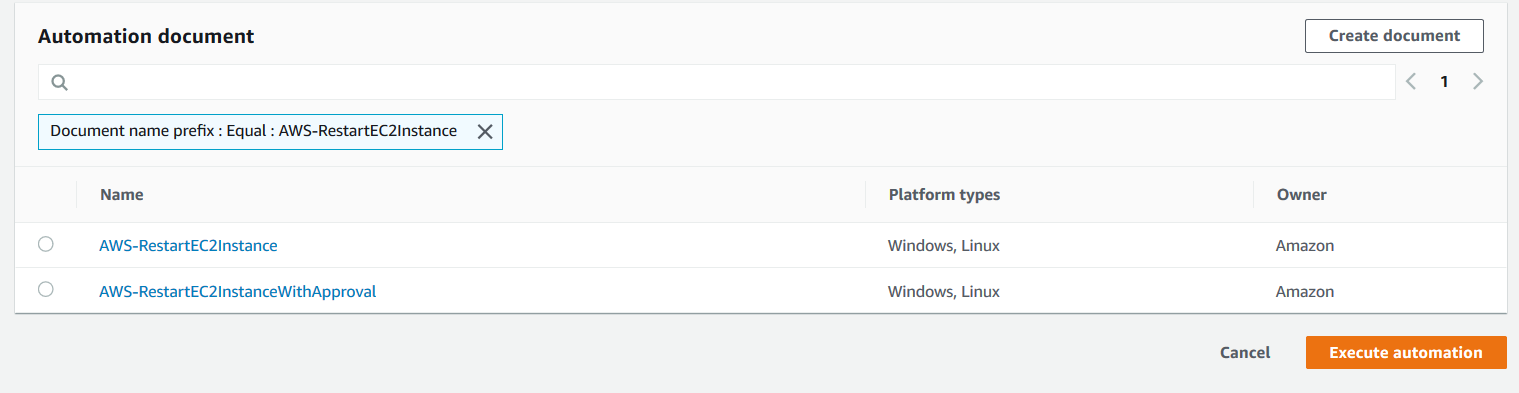 Automation document
Create document
1
Document name prefix : Equal : AWS-RestartEC2Instance
Name Platform types Owner
AWS-RestartEC2Instance Windows, Linux Amazon
AWS-RestartEC2InstanceWithApproval Windows, Linux Amazon
Cancel Execute automation